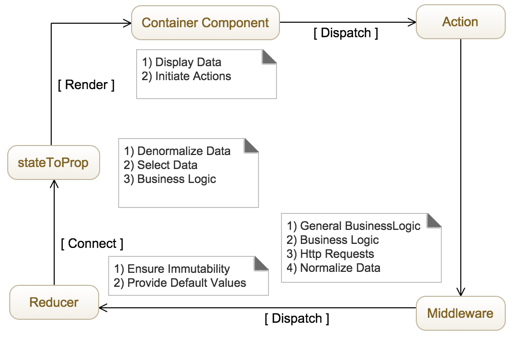 Container Component
[ Dispatch ]
Action
1) Display Data
2) Initiate Actions
[ Render ]
stateToProp
1) Denormalize Data
2) Select Data
3) Business Logic
1) General BusinessLogic
2) Business Logic
3) Http Requests
4) Normalize Data
[ Connect ]
1) Ensure Immutability
2) Provide Default Values
Reducer
[ Dispatch ]
Middleware